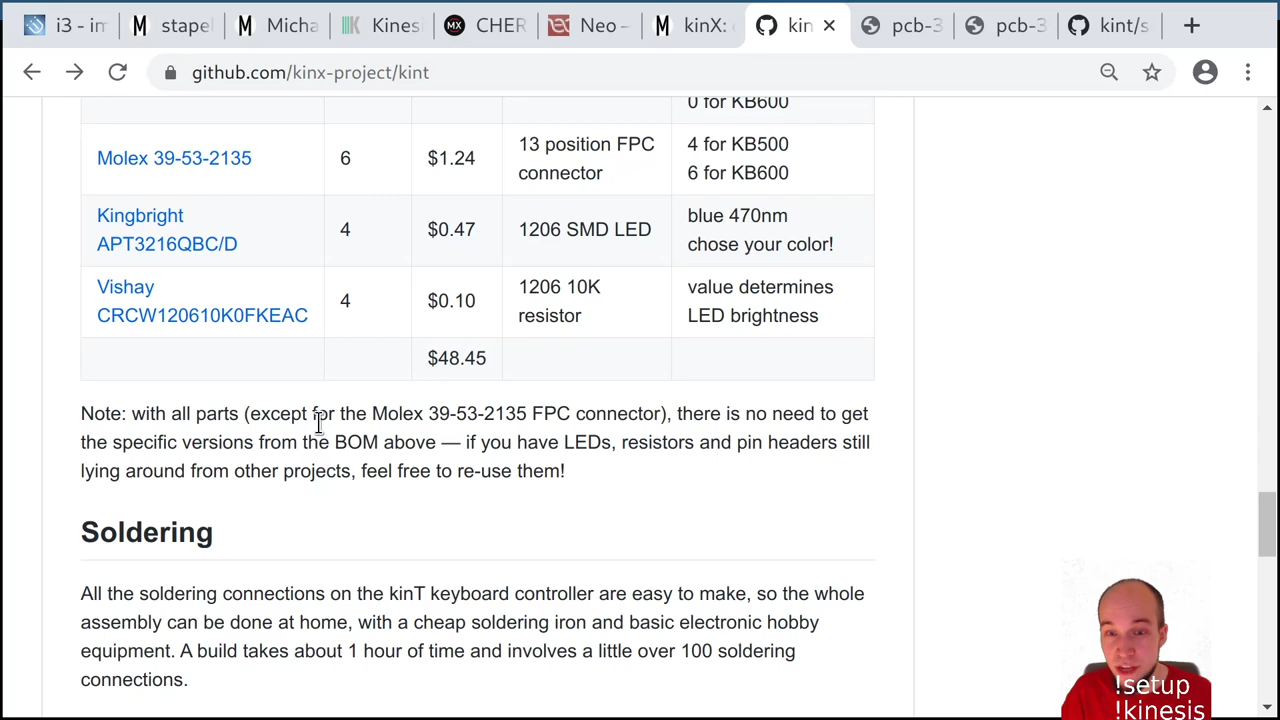 i3 – im
stapel
Micha
Kines
CHER
Neo –
kinX:
kin
pcb-3
pcb-3
kint/s
github.com/kinx-project/kint
0 for KB600
Molex 39-53-2135
6
$1.24
13 position FPC
connector
4 for KB500
6 for KB600
Kingbright
APT3216QBC/D
4
$0.47
1206 SMD LED
blue 470nm
chose your color!
Vishay
CRCW120610K0FKEAC
4
$0.10
1206 10K
resistor
value determines
LED brightness
$48.45
Note: with all parts (except for the Molex 39-53-2135 FPC connector), there is no need to get
the specific versions from the BOM above — if you have LEDs, resistors and pin headers still
lying around from other projects, feel free to re-use them!
Soldering
All the soldering connections on the kinT keyboard controller are easy to make, so the whole
assembly can be done at home, with a cheap soldering iron and basic electronic hobby
equipment. A build takes about 1 hour of time and involves a little over 100 soldering
connections.
!setup
!kinesis